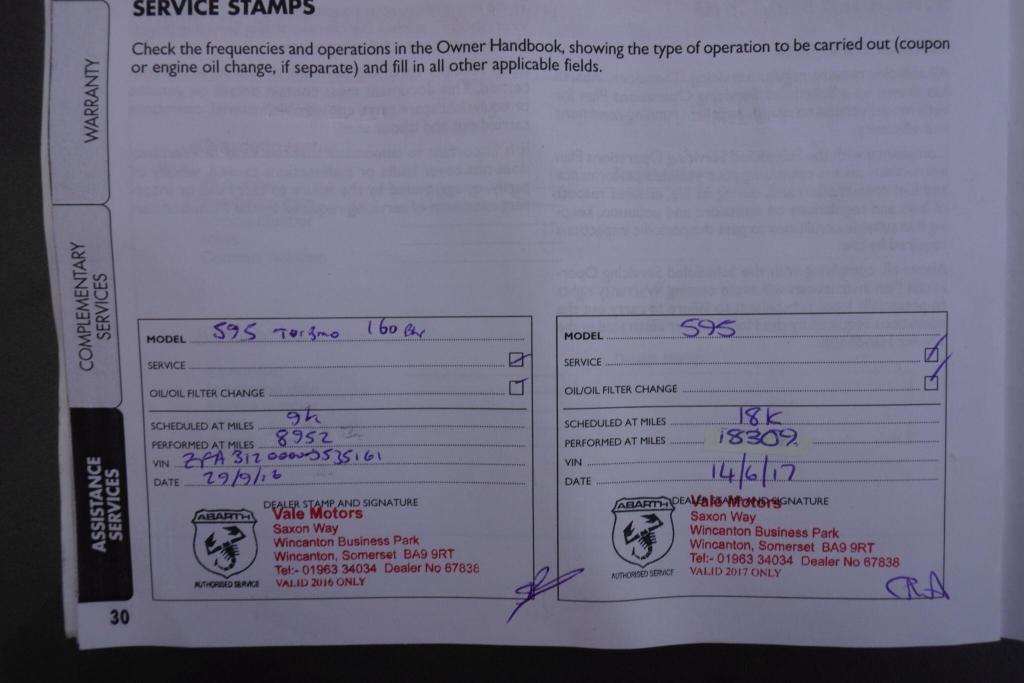 SERVICE STAMPS
Check the frequencies and operations in the Owner Handbook, showing the type of operation to be carried out (coupon
or engine oil change, if separate) and fill in all other applicable fields.
WARRANTY
COMPLEMENTARY
SERVICES
ASSISTANCE
SERVICES
MODEL 595 Turismo 160
SERVICE
OIL/OIL FILTER CHANGE
SCHEDULED AT MILES 9k
PERFORMED AT MILES 8952
VIN
DATE 29/9/16
DEALER STAMP AND SIGNATURE
ABARTH
AUTHORISED SERVICE
Vale Motors
Saxon Way
Wincanton Business Park
Wincanton, Somerset BA9 9RT
Tel:- 01963 34034 Dealer No 67838
VALID 2016 ONLY
MODEL 595
SERVICE
OIL/OIL FILTER CHANGE
SCHEDULED AT MILES 18K
PERFORMED AT MILES 18309
VIN
DATE 14/6/17
DEALER STAMP AND SIGNATURE
ABARTH
AUTHORISED SERVICE
Vale Motors
Saxon Way
Wincanton Business Park
Wincanton, Somerset BA9 9RT
Tel:- 01963 34034 Dealer No 67838
VALID 2017 ONLY
30